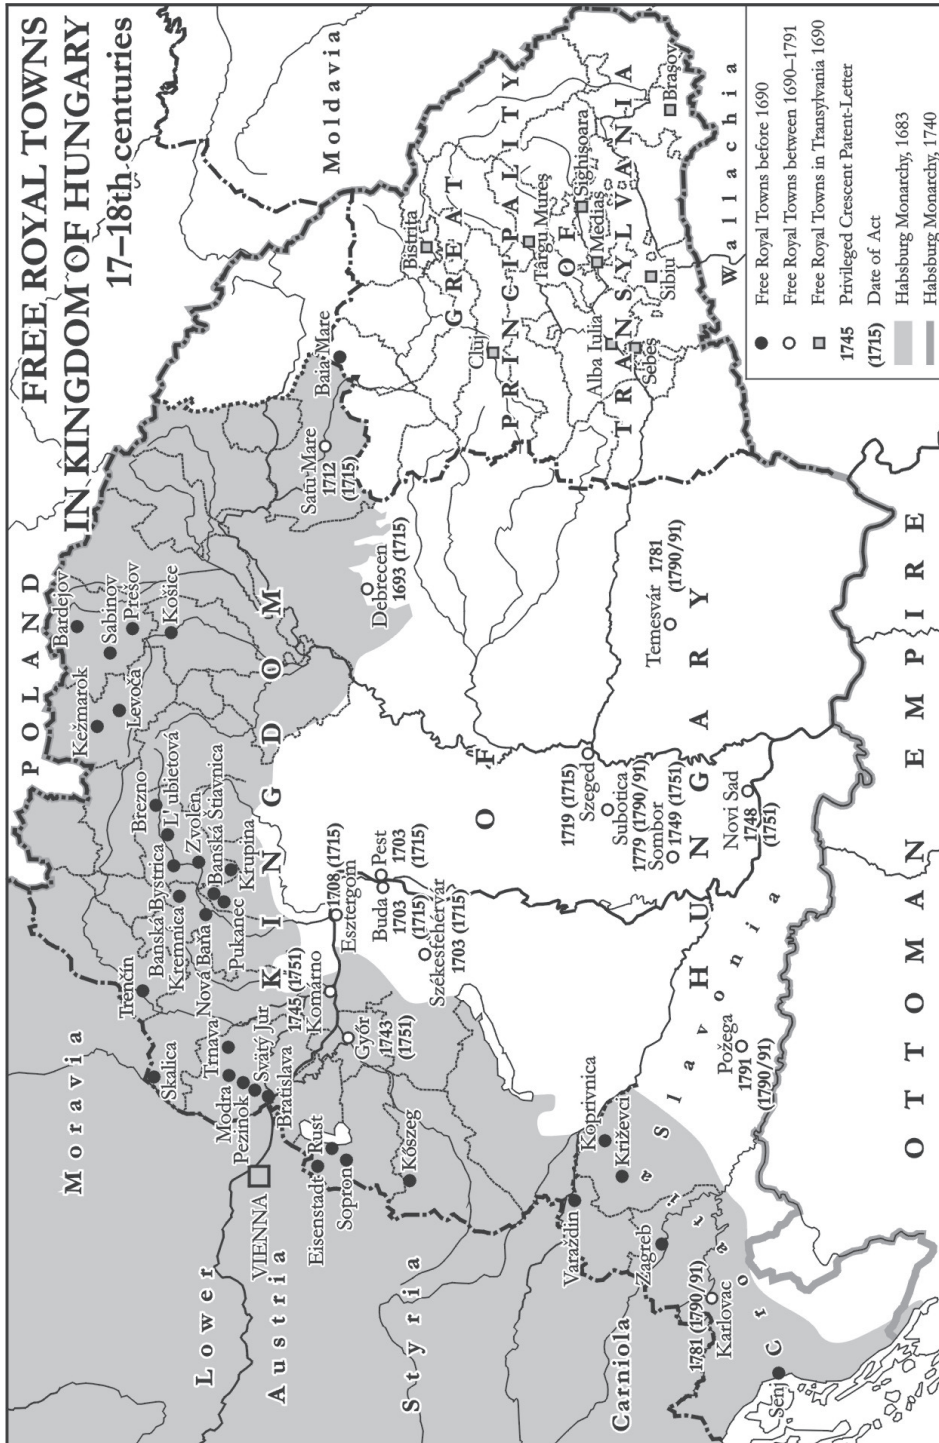 FREE ROYAL TOWNS
IN KINGDOM OF HUNGARY
17–18th.centuries
POLAND
Moravia
Moldavia
Lower
Austria
VIENNA
Styria
Carniola
Croatia
Slavonia
Wallachia
KINGDOM
OF
HUNGARY
GREAT
PRINCIPALITY
OF
TRANSYLVANIA
OTTOMAN EMPIRE
Skalica
Trenčín
Trnava
Modra
Pezinok
Svätý Jur
Bratislava
Nová Baňa
Kremnica
Banská Bystrica
Brezno
L'ubietová
Zvolen
Banská Štiavnica
Krupina
Pukanec
Kežmarok
Levoča
Bardejov
Sabinov
Prešov
Košice
Eisenstadt
Rust
Sopron
Kőszeg
Győr
1743
(1751)
1745 (1751)
Komárno
1708 (1715)
Esztergom
Buda
1703
(1715)
Pest
1703
(1715)
Székesfehérvár
1703 (1715)
Debrecen
1693 (1715)
Satu Mare
1712
(1715)
Baia Mare
Bistrita
Cluj
Târgu Mureș
Sighișoara
Mediaș
Alba Iulia
Sebeș
Sibiu
Brașov
1719 (1715)
Szeged
Subotica
1779 (1790/91)
Sombor
1749 (1751)
Novi Sad
1748
(1751)
Temesvár 1781
(1790/91)
Požega
1791
(1790/91)
Koprivnica
Križevci
Varaždin
Zagreb
1781 (1790/91)
Karlovac
Senj
Free Royal Towns before 1690
Free Royal Towns between 1690–1791
Free Royal Towns in Transylvania 1690
1745 Privileged Crescent Patent-Letter
(1715) Date of Act
Habsburg Monarchy, 1683
Habsburg Monarchy, 1740